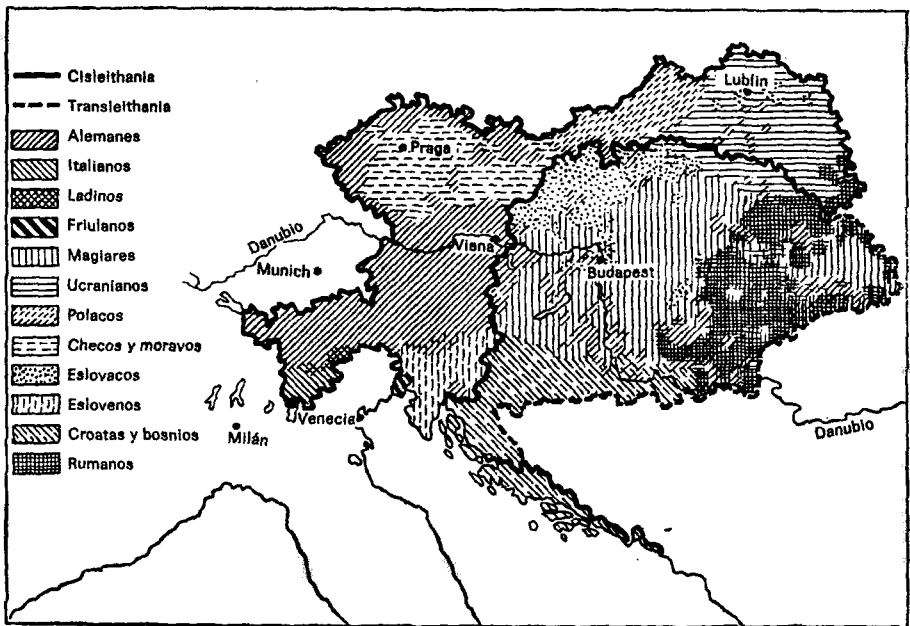 Cisleithania
Transleithania
Alemanes
Italianos
Ladinos
Friulanos
Magiares
Ucranianos
Polacos
Checos y moravos
Eslovacos
Eslovenos
Croatas y bosnios
Rumanos
Lublin
Praga
Danubio
Viena
Munich
Budapest
Venecia
Milán
Danubio